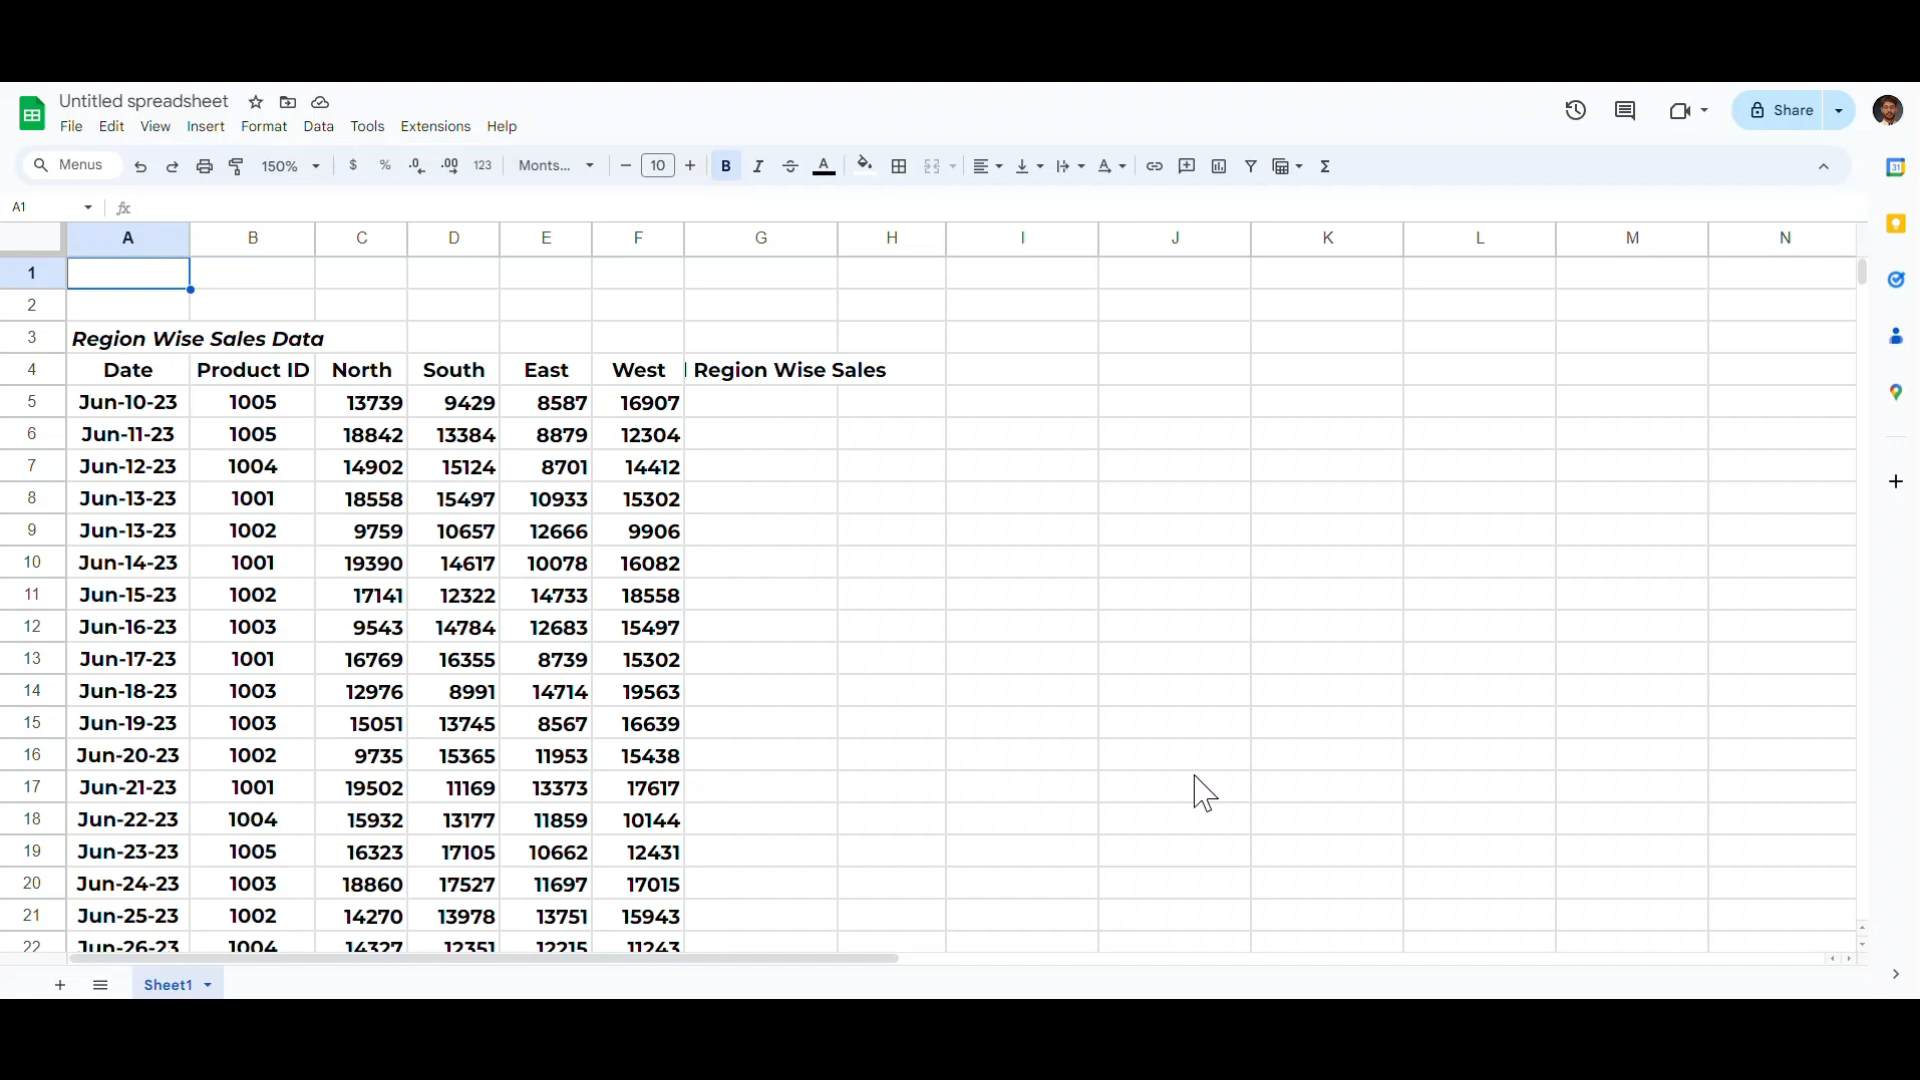 Untitled spreadsheet
File Edit View Insert Format Data Tools Extensions Help
Share
Menus 150% $ % .0 .00 123 Monts... 10 B I S A Σ
A1 fx
A B C D E F G H I J K L M N
1
2
3 Region Wise Sales Data
4 Date Product ID North South East West Region Wise Sales
5 Jun-10-23 1005 13739 9429 8587 16907
6 Jun-11-23 1005 18842 13384 8879 12304
7 Jun-12-23 1004 14902 15124 8701 14412
8 Jun-13-23 1001 18558 15497 10933 15302
9 Jun-13-23 1002 9759 10657 12666 9906
10 Jun-14-23 1001 19390 14617 10078 16082
11 Jun-15-23 1002 17141 12322 14733 18558
12 Jun-16-23 1003 9543 14784 12683 15497
13 Jun-17-23 1001 16769 16355 8739 15302
14 Jun-18-23 1003 12976 8991 14714 19563
15 Jun-19-23 1003 15051 13745 8567 16639
16 Jun-20-23 1002 9735 15365 11953 15438
17 Jun-21-23 1001 19502 11169 13373 17617
18 Jun-22-23 1004 15932 13177 11859 10144
19 Jun-23-23 1005 16323 17105 10662 12431
20 Jun-24-23 1003 18860 17527 11697 17015
21 Jun-25-23 1002 14270 13978 13751 15943
22 Jun-26-23 1004 14327 12351 12215 11243
Sheet1